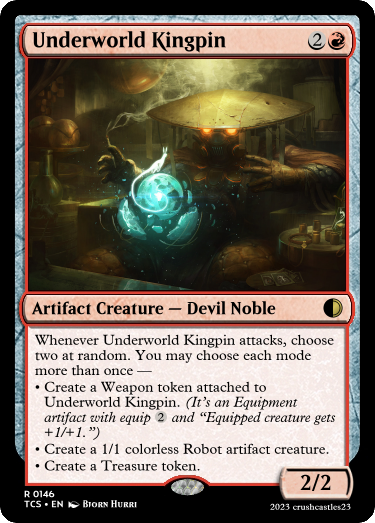 Underworld Kingpin 2
Artifact Creature — Devil Noble
Whenever Underworld Kingpin attacks, choose
two at random. You may choose each mode
more than once —
• Create a Weapon token attached to
Underworld Kingpin. (It's an Equipment
artifact with equip 2 and “Equipped creature gets
+1/+1.”)
• Create a 1/1 colorless Robot artifact creature.
• Create a Treasure token.
2/2
R 0146
TCS • EN Bjorn Hurri
2023 crushcastles23